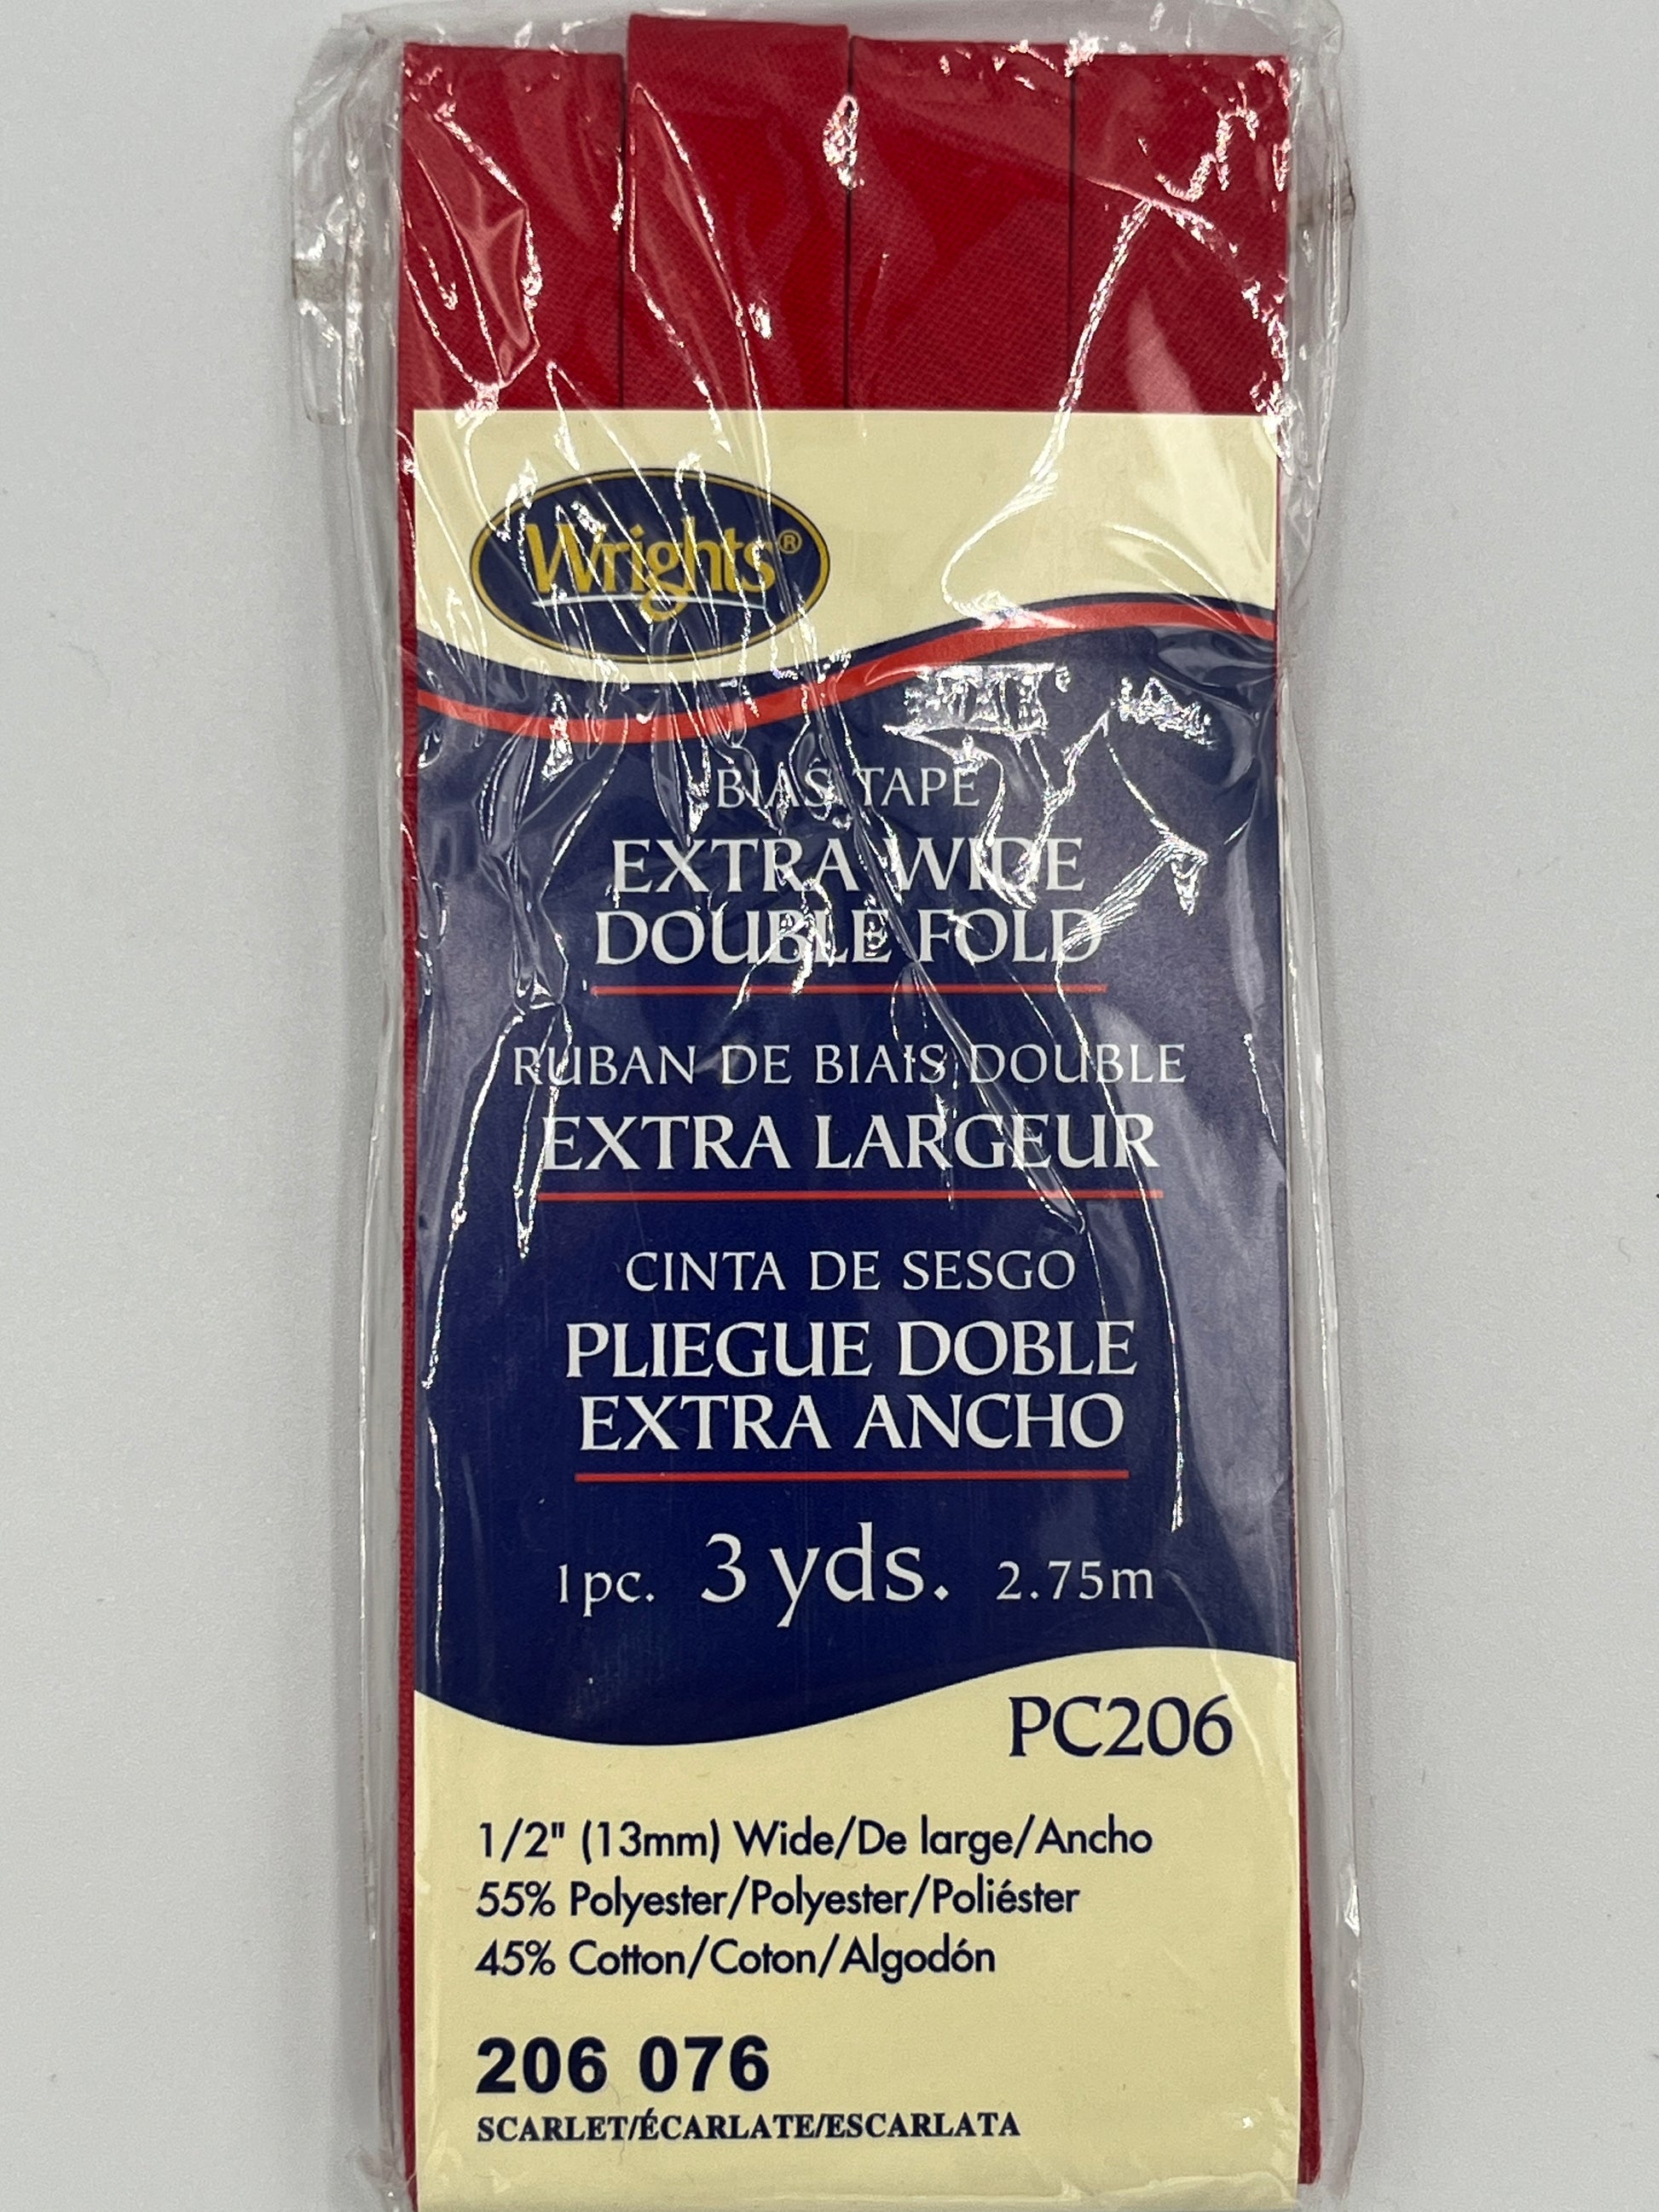 Wrights®
BIAS TAPE
EXTRA WIDE
DOUBLE FOLD
RUBAN DE BIAIS DOUBLE
EXTRA LARGEUR
CINTA DE SESGO
PLIEGUE DOBLE
EXTRA ANCHO
1 pc. 3 yds. 2.75m
PC206
1/2" (13mm) Wide/De large/Ancho
55% Polyester/Polyester/Poliéster
45% Cotton/Coton/Algodón
206 076
SCARLET/ÉCARLATE/ESCARLATA